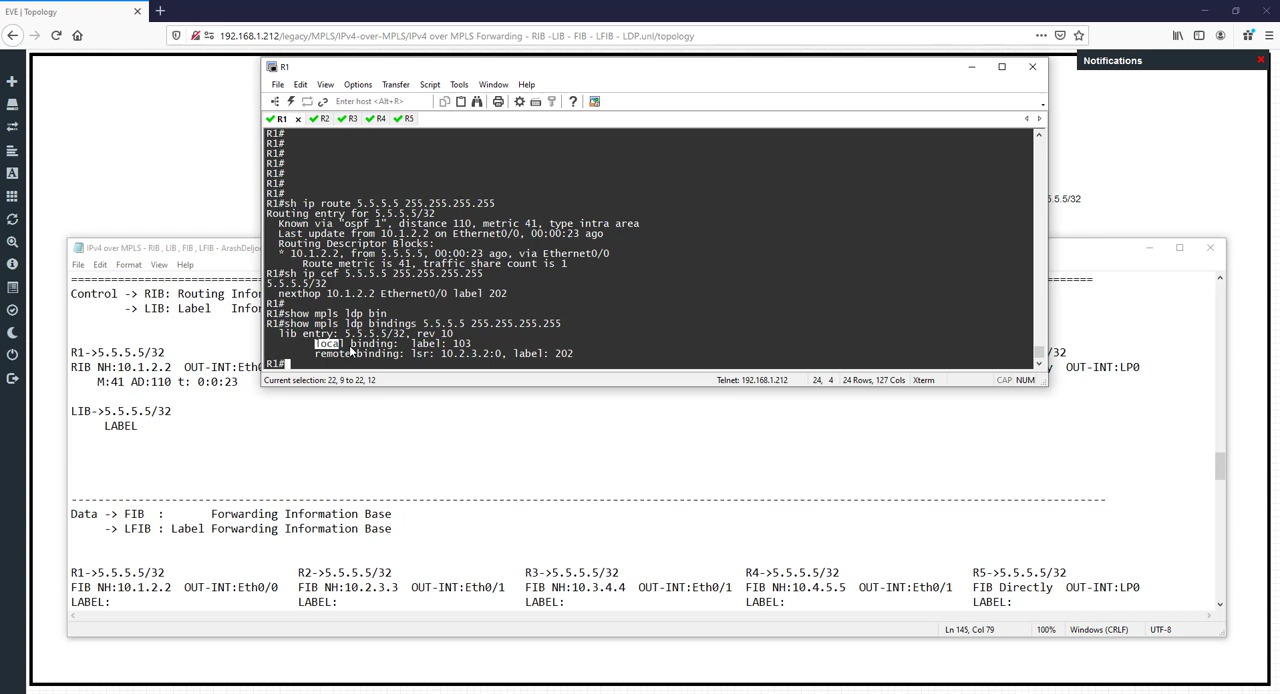 EVE | Topology
192.168.1.212/legacy/MPLS/IPv4-over-MPLS/IPv4 over MPLS Forwarding - RIB -LIB - FIB - LFIB - LDP.unl/topology
Notifications
R1
File Edit View Options Transfer Script Tools Window Help
Enter host <Alt+R>
R1 R2 R3 R4 R5
R1#
R1#
R1#
R1#
R1#
R1#
R1#
R1#sh ip route 5.5.5.5 255.255.255.255
Routing entry for 5.5.5.5/32
Known via "ospf 1", distance 110, metric 41, type intra area
Last update from 10.1.2.2 on Ethernet0/0, 00:00:23 ago
Routing Descriptor Blocks:
* 10.1.2.2, from 5.5.5.5, 00:00:23 ago, via Ethernet0/0
Route metric is 41, traffic share count is 1
R1#sh ip cef 5.5.5.5 255.255.255.255
5.5.5.5/32
nexthop 10.1.2.2 Ethernet0/0 label 202
R1#
R1#show mpls ldp bin
R1#show mpls ldp bindings 5.5.5.5 255.255.255.255
lib entry: 5.5.5.5/32, rev 10
local binding: label: 103
remote binding: lsr: 10.2.3.2:0, label: 202
R1#
Current selection: 22, 9 to 22, 12 Telnet: 192.168.1.212 24, 4 24 Rows, 127 Cols Xterm CAP NUM
5.5.5/32
IPv4 over MPLS - RIB , LIB , FIB , LFIB - ArashDeljo
File Edit Format View Help
Control -> RIB: Routing Infor
-> LIB: Label Infor
R1->5.5.5.5/32 /32
RIB NH:10.1.2.2 OUT-INT:Eth0 OUT-INT:LP0
M:41 AD:110 t: 0:0:23
LIB->5.5.5.5/32
LABEL
Data -> FIB : Forwarding Information Base
-> LFIB : Label Forwarding Information Base
R1->5.5.5.5/32 R2->5.5.5.5/32 R3->5.5.5.5/32 R4->5.5.5.5/32 R5->5.5.5.5/32
FIB NH:10.1.2.2 OUT-INT:Eth0/0 FIB NH:10.2.3.3 OUT-INT:Eth0/1 FIB NH:10.3.4.4 OUT-INT:Eth0/1 FIB NH:10.4.5.5 OUT-INT:Eth0/1 FIB Directly OUT-INT:LP0
LABEL: LABEL: LABEL: LABEL: LABEL:
Ln 145, Col 79 100% Windows (CRLF) UTF-8